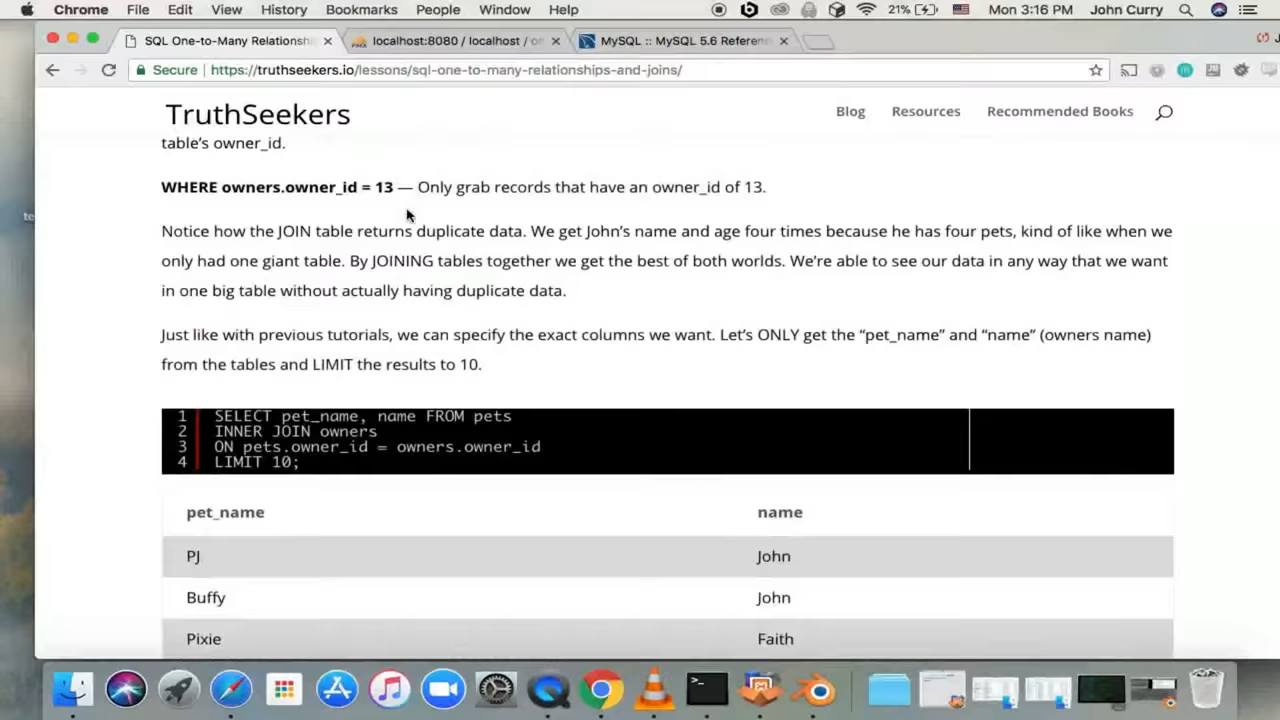 Chrome File Edit View History Bookmarks People Window Help 21% Mon 3:16 PM John Curry
SQL One-to-Many Relationsh localhost:8080 / localhost / o MySQL :: MySQL 5.6 Referen
Secure | https://truthseekers.io/lessons/sql-one-to-many-relationships-and-joins/
TruthSeekers Blog Resources Recommended Books
table's owner_id.
WHERE owners.owner_id = 13 — Only grab records that have an owner_id of 13.
Notice how the JOIN table returns duplicate data. We get John's name and age four times because he has four pets, kind of like when we
only had one giant table. By JOINING tables together we get the best of both worlds. We're able to see our data in any way that we want
in one big table without actually having duplicate data.
Just like with previous tutorials, we can specify the exact columns we want. Let's ONLY get the “pet_name” and “name” (owners name)
from the tables and LIMIT the results to 10.
1 SELECT pet_name, name FROM pets
2 INNER JOIN owners
3 ON pets.owner_id = owners.owner_id
4 LIMIT 10;
pet_name name
PJ John
Buffy John
Pixie Faith